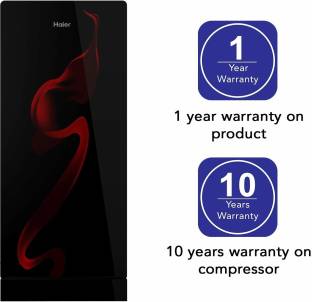 Haier
1
Year
Warranty
1 year warranty on
product
10
Years
Warranty
10 years warranty on
compressor